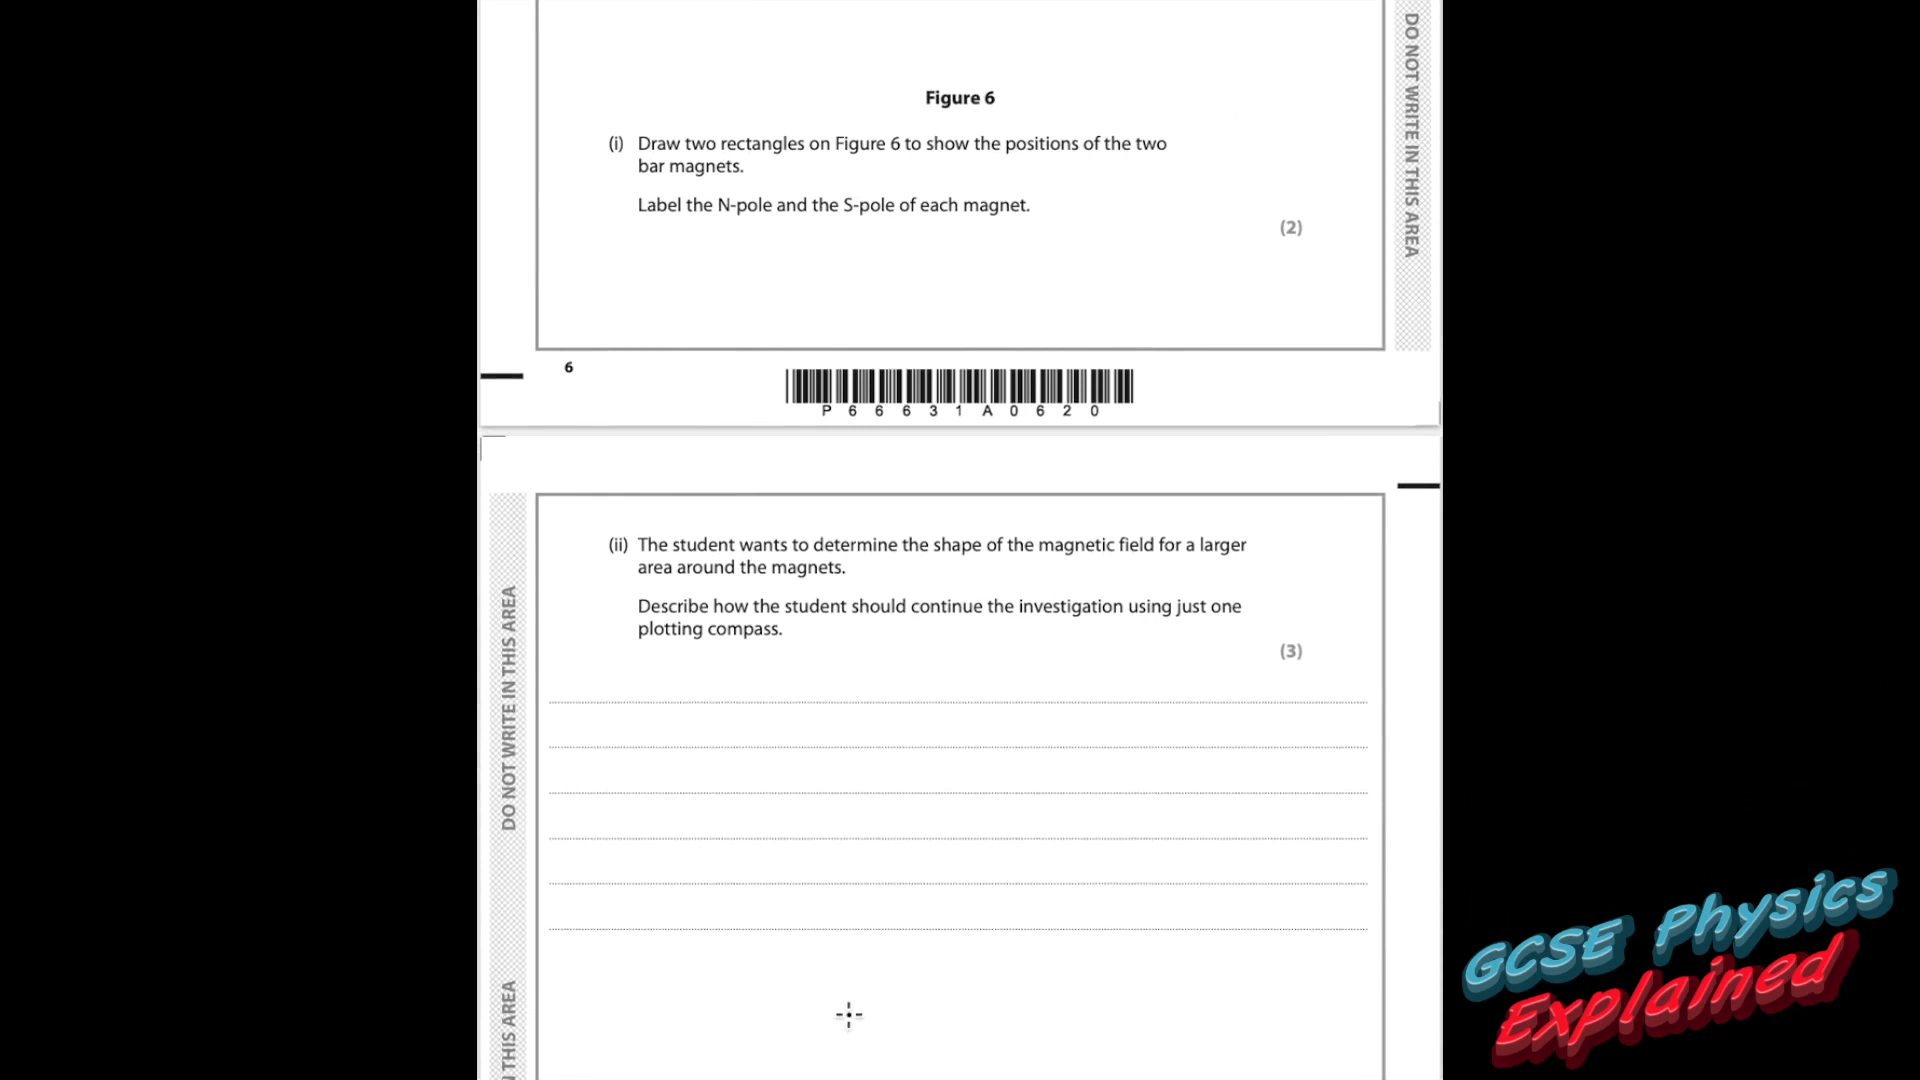 DO NOT WRITE IN THIS AREA
Figure 6
(i) Draw two rectangles on Figure 6 to show the positions of the two
bar magnets.
Label the N-pole and the S-pole of each magnet.
(2)
6
P 6 6 6 3 1 A 0 6 2 0
(ii) The student wants to determine the shape of the magnetic field for a larger
area around the magnets.
Describe how the student should continue the investigation using just one
plotting compass.
(3)
DO NOT WRITE IN THIS AREA
THIS AREA
GCSE Physics
Explained